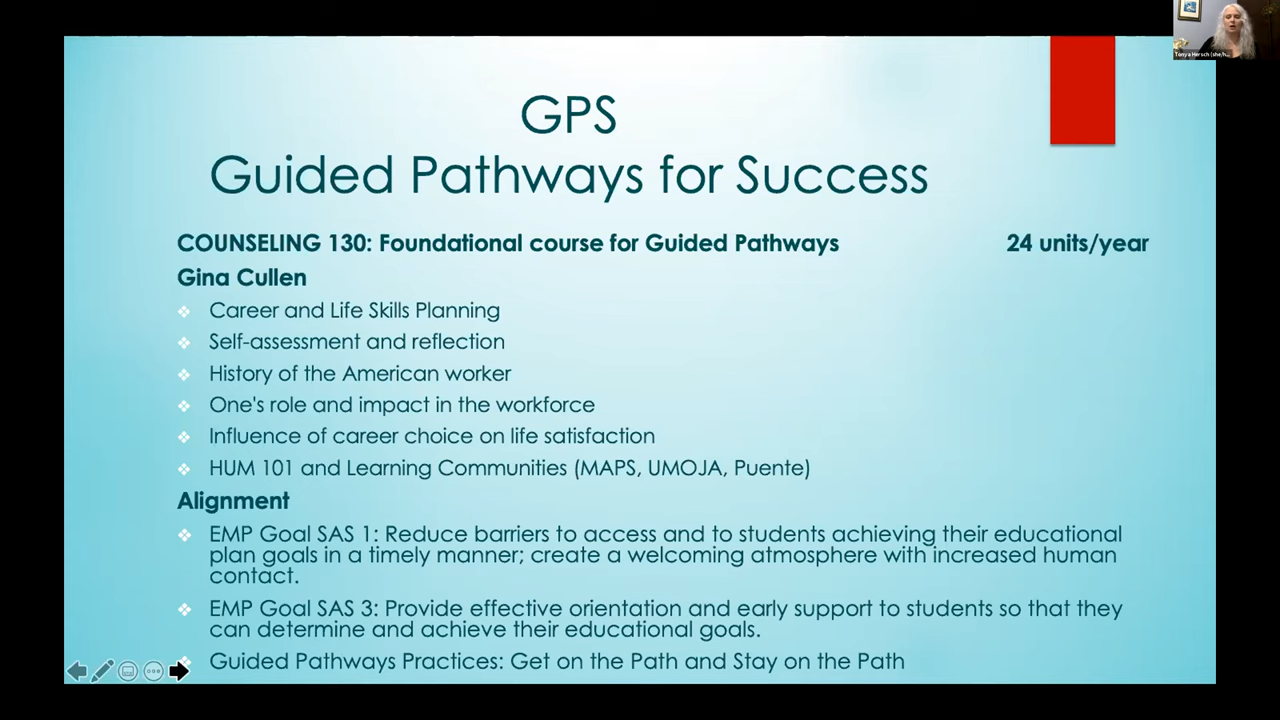 GPS
Guided Pathways for Success
COUNSELING 130: Foundational course for Guided Pathways 24 units/year
Gina Cullen
Career and Life Skills Planning
Self-assessment and reflection
History of the American worker
One's role and impact in the workforce
Influence of career choice on life satisfaction
HUM 101 and Learning Communities (MAPS, UMOJA, Puente)
Alignment
EMP Goal SAS 1: Reduce barriers to access and to students achieving their educational
plan goals in a timely manner; create a welcoming atmosphere with increased human
contact.
EMP Goal SAS 3: Provide effective orientation and early support to students so that they
can determine and achieve their educational goals.
Guided Pathways Practices: Get on the Path and Stay on the Path
Tonya Hersch (she/h...